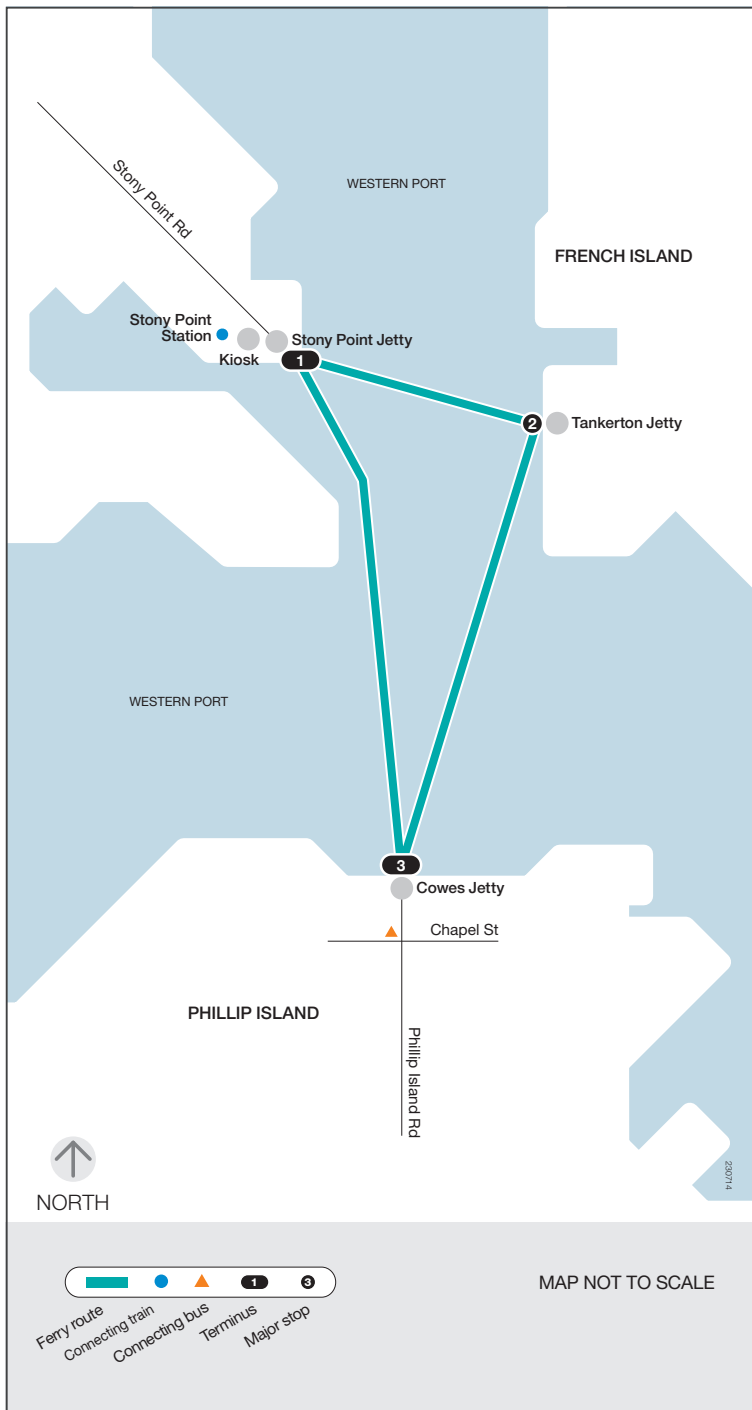 WESTERN PORT
Stony Point Rd
FRENCH ISLAND
Stony Point
Station
Kiosk
Stony Point Jetty
1
2
Tankerton Jetty
WESTERN PORT
3
Cowes Jetty
Chapel St
PHILLIP ISLAND
Phillip Island Rd
230714
NORTH
1
3
Ferry route
Connecting train
Connecting bus
Terminus
Major stop
MAP NOT TO SCALE